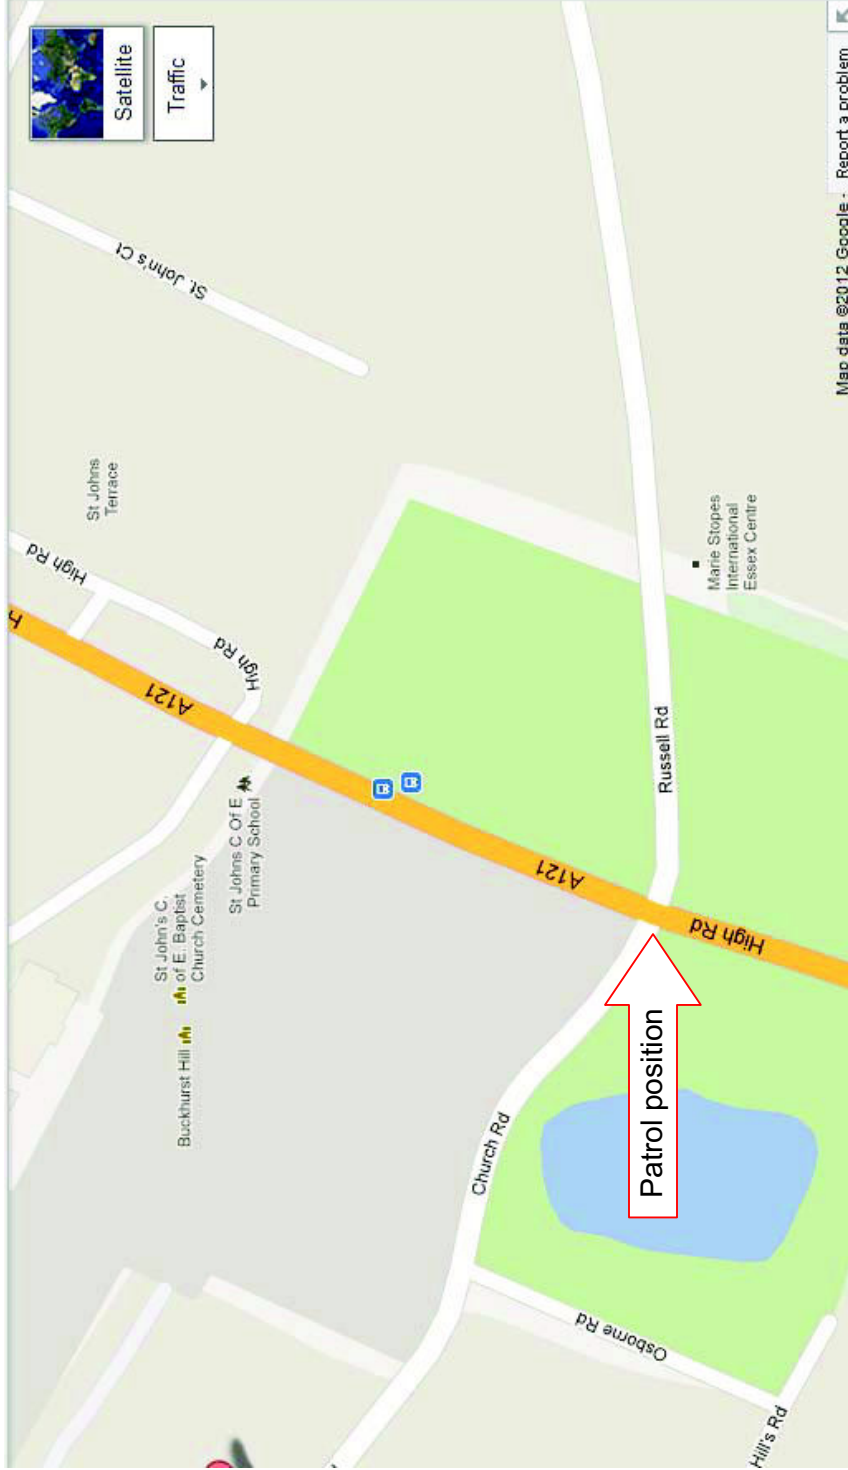 Satellite
Traffic
St. John's Ct
St Johns
Terrace
High Rd
H
A121
High Rd
St Johns C Of E
Primary School
St John's C.
of E. Baptist
Church Cemetery
Buckhurst Hill
A121
Russell Rd
Marie Stopes
International
Essex Centre
High Rd
Church Rd
Patrol position
Osborne Rd
Hill's Rd
Map data ©2012 Google -
Report a problem